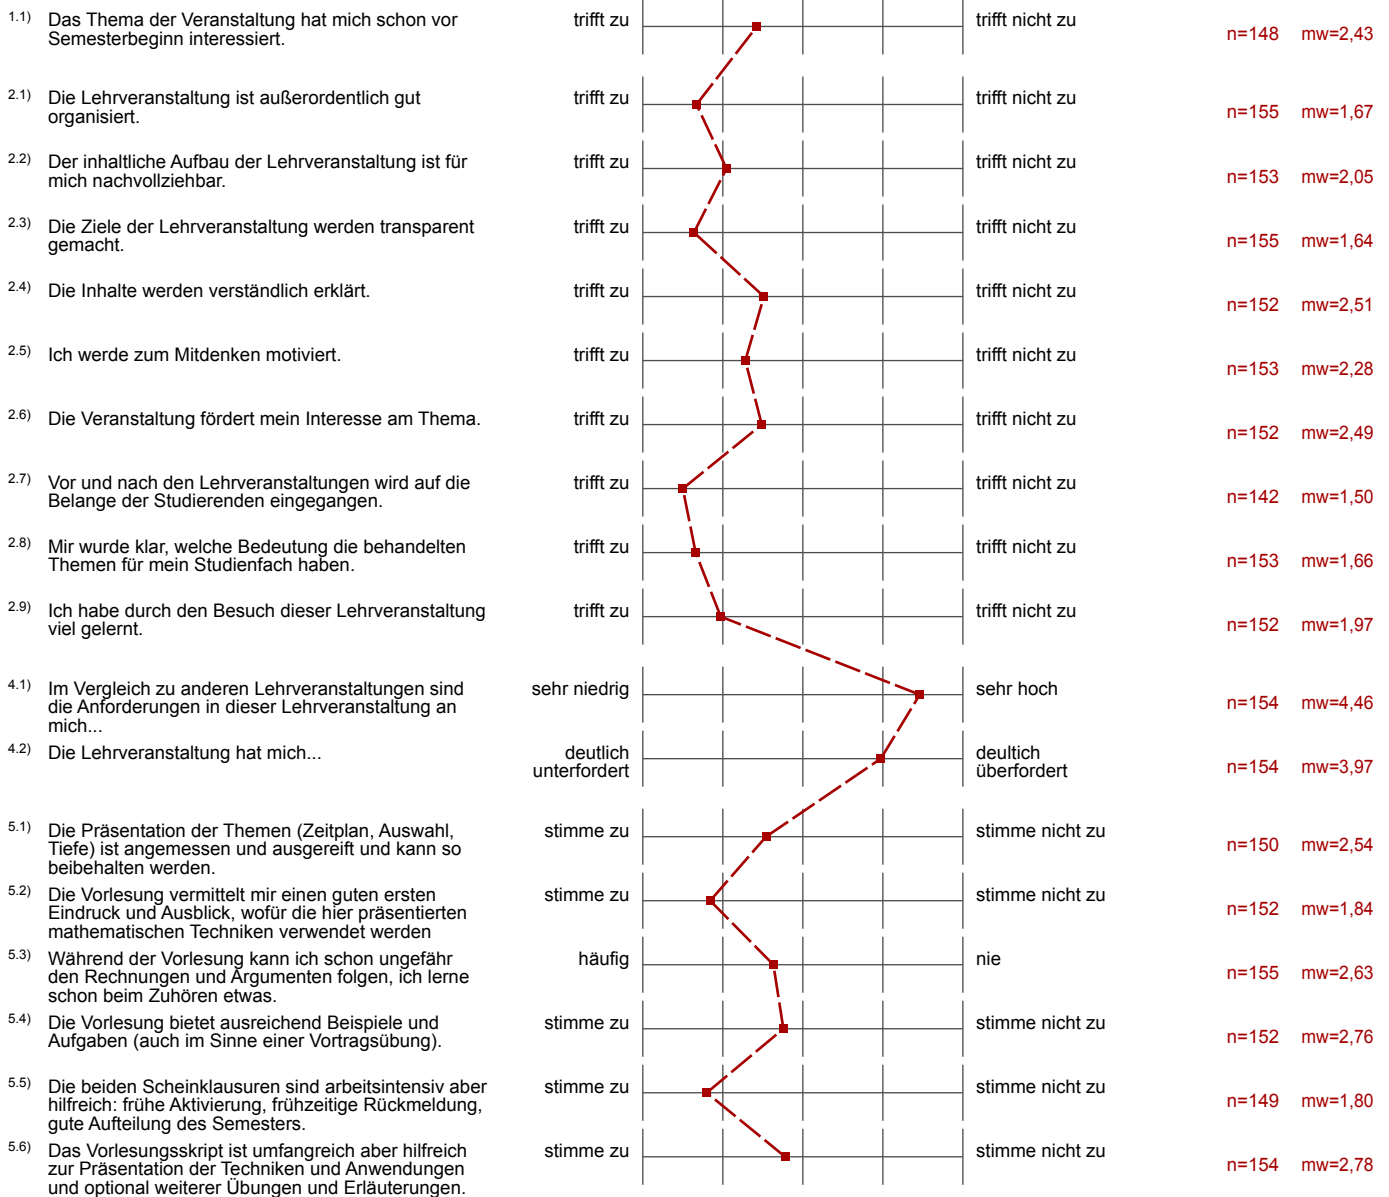 1.1) Das Thema der Veranstaltung hat mich schon vor trifft zu trifft nicht zu
Semesterbeginn interessiert. n=148 mw=2,43
2.1) Die Lehrveranstaltung ist außerordentlich gut trifft zu trifft nicht zu
organisiert. n=155 mw=1,67
2.2) Der inhaltliche Aufbau der Lehrveranstaltung ist für trifft zu trifft nicht zu
mich nachvollziehbar. n=153 mw=2,05
2.3) Die Ziele der Lehrveranstaltung werden transparent trifft zu trifft nicht zu
gemacht. n=155 mw=1,64
2.4) Die Inhalte werden verständlich erklärt. trifft zu trifft nicht zu
n=152 mw=2,51
2.5) Ich werde zum Mitdenken motiviert. trifft zu trifft nicht zu
n=153 mw=2,28
2.6) Die Veranstaltung fördert mein Interesse am Thema. trifft zu trifft nicht zu
n=152 mw=2,49
2.7) Vor und nach den Lehrveranstaltungen wird auf die trifft zu trifft nicht zu
Belange der Studierenden eingegangen. n=142 mw=1,50
2.8) Mir wurde klar, welche Bedeutung die behandelten trifft zu trifft nicht zu
Themen für mein Studienfach haben. n=153 mw=1,66
2.9) Ich habe durch den Besuch dieser Lehrveranstaltung trifft zu trifft nicht zu
viel gelernt. n=152 mw=1,97
4.1) Im Vergleich zu anderen Lehrveranstaltungen sind sehr niedrig sehr hoch
die Anforderungen in dieser Lehrveranstaltung an n=154 mw=4,46
mich...
4.2) Die Lehrveranstaltung hat mich... deutlich deultich
unterfordert überfordert n=154 mw=3,97
5.1) Die Präsentation der Themen (Zeitplan, Auswahl, stimme zu stimme nicht zu
Tiefe) ist angemessen und ausgereift und kann so n=150 mw=2,54
beibehalten werden.
5.2) Die Vorlesung vermittelt mir einen guten ersten stimme zu stimme nicht zu
Eindruck und Ausblick, wofür die hier präsentierten n=152 mw=1,84
mathematischen Techniken verwendet werden
5.3) Während der Vorlesung kann ich schon ungefähr häufig nie
den Rechnungen und Argumenten folgen, ich lerne n=155 mw=2,63
schon beim Zuhören etwas.
5.4) Die Vorlesung bietet ausreichend Beispiele und stimme zu stimme nicht zu
Aufgaben (auch im Sinne einer Vortragsübung). n=152 mw=2,76
5.5) Die beiden Scheinklausuren sind arbeitsintensiv aber stimme zu stimme nicht zu
hilfreich: frühe Aktivierung, frühzeitige Rückmeldung, n=149 mw=1,80
gute Aufteilung des Semesters.
5.6) Das Vorlesungsskript ist umfangreich aber hilfreich stimme zu stimme nicht zu
zur Präsentation der Techniken und Anwendungen n=154 mw=2,78
und optional weiterer Übungen und Erläuterungen.